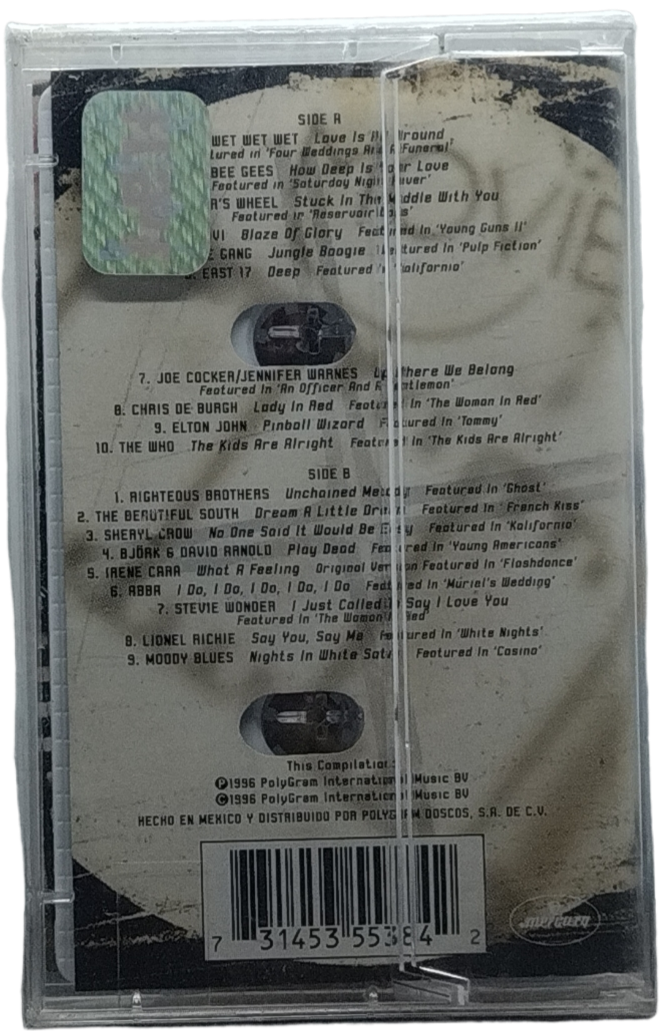 SIDE A
WET WET WET Love Is All Around
tured in 'Four Weddings And A Funeral'
BEE GEES How Deep Is Your Love
Featured in 'Saturday Night Fever'
R'S WHEEL Stuck In The Middle With You
Featured in 'Reservoir Dogs'
VI Blaze Of Glory Featured In 'Young Guns II'
E GANG Jungle Boogie Featured In 'Pulp Fiction'
EAST 17 Deep Featured In 'Kalifornia'
7. JOE COCKER/JENNIFER WARNES Up Where We Belong
Featured In 'An Officer And A Gentleman'
8. CHRIS DE BURGH Lady In Red Featured In 'The Woman In Red'
9. ELTON JOHN Pinball Wizard Featured In 'Tommy'
10. THE WHO The Kids Are Alright Featured In 'The Kids Are Alright'
SIDE B
1. RIGHTEOUS BROTHERS Unchained Melody Featured In 'Ghost'
2. THE BEAUTIFUL SOUTH Dream A Little Dream Featured In 'French Kiss'
3. SHERYL CROW No One Said It Would Be Easy Featured In 'Kalifornia'
4. BJÖRK & DAVID ARNOLD Play Dead Featured In 'Young Americans'
5. IRENE CARA What A Feeling Original Version Featured In 'Flashdance'
6. ABBA I Do, I Do, I Do, I Do, I Do Featured In 'Muriel's Wedding'
7. STEVIE WONDER I Just Called To Say I Love You
Featured In 'The Woman In Red'
8. LIONEL RICHIE Say You, Say Me Featured In 'White Nights'
9. MOODY BLUES Nights In White Satin Featured In 'Casino'
This Compilation
℗1996 PolyGram International Music BV
©1996 PolyGram International Music BV
HECHO EN MEXICO Y DISTRIBUIDO POR POLYGRAM DISCOS, S.A. DE C.V.
7 31453 55384 2
mercury